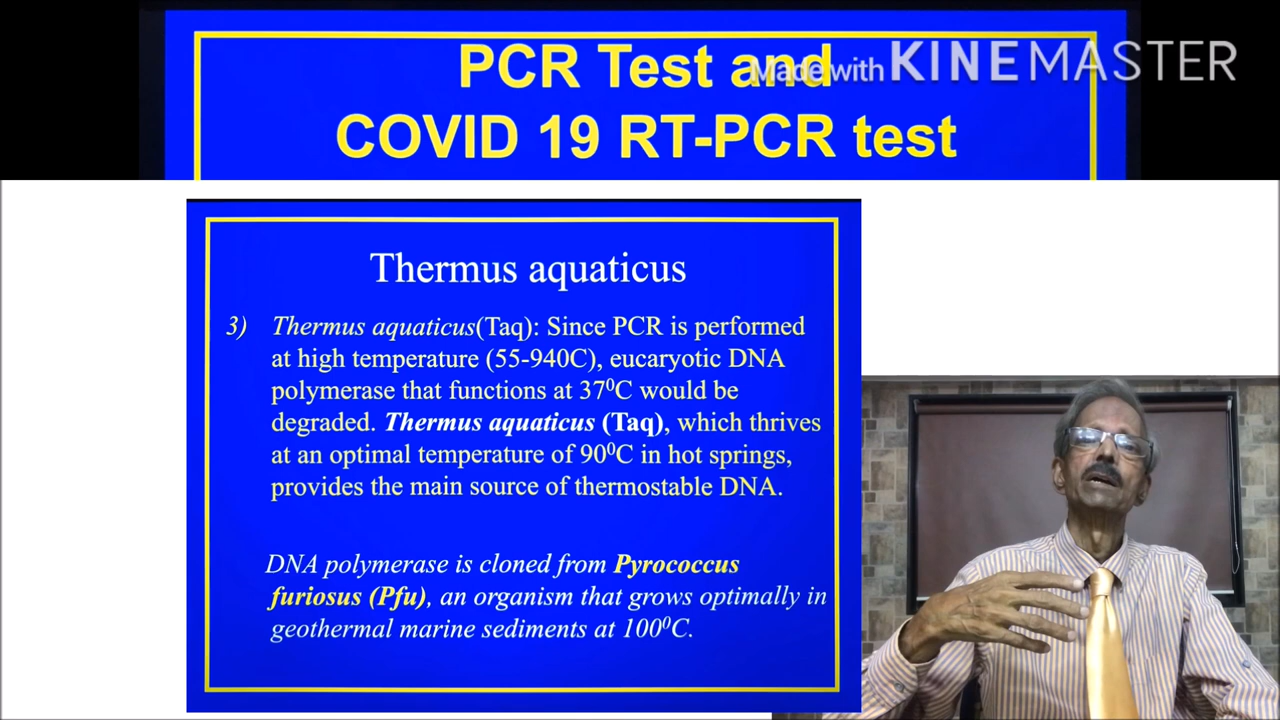 PCR Test and
Made with KINEMASTER
COVID 19 RT-PCR test
Thermus aquaticus
3) Thermus aquaticus(Taq): Since PCR is performed
at high temperature (55-940C), eucaryotic DNA
polymerase that functions at 37⁰C would be
degraded. Thermus aquaticus (Taq), which thrives
at an optimal temperature of 90⁰C in hot springs,
provides the main source of thermostable DNA.
DNA polymerase is cloned from Pyrococcus
furiosus (Pfu), an organism that grows optimally in
geothermal marine sediments at 100⁰C.